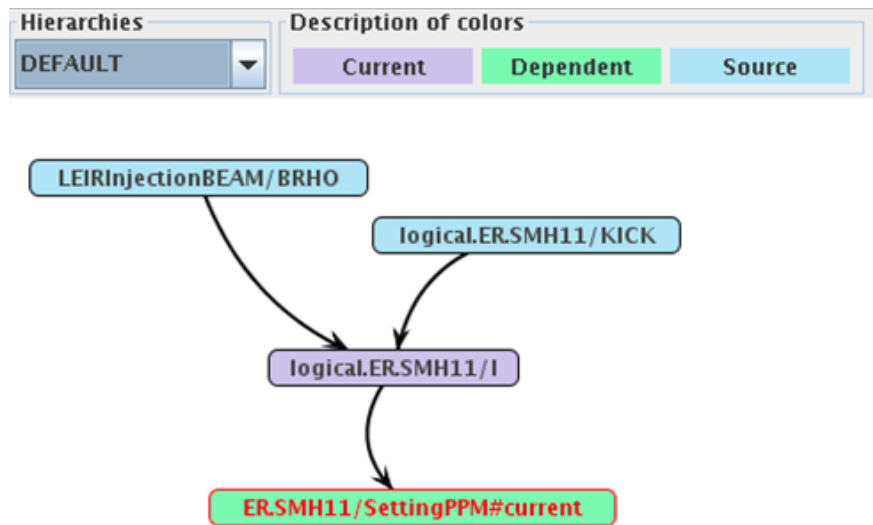 Hierarchies
Description of colors
DEFAULT
Current
Dependent
Source
LEIRInjectionBEAM/BRHO
logical.ER.SMH11/KICK
logical.ER.SMH11/I
ER.SMH11/SettingPPM#current